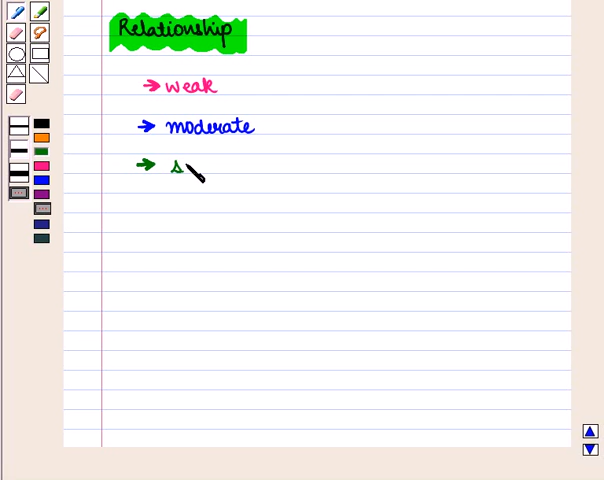 Relationship
→ weak
→ moderate
→ s